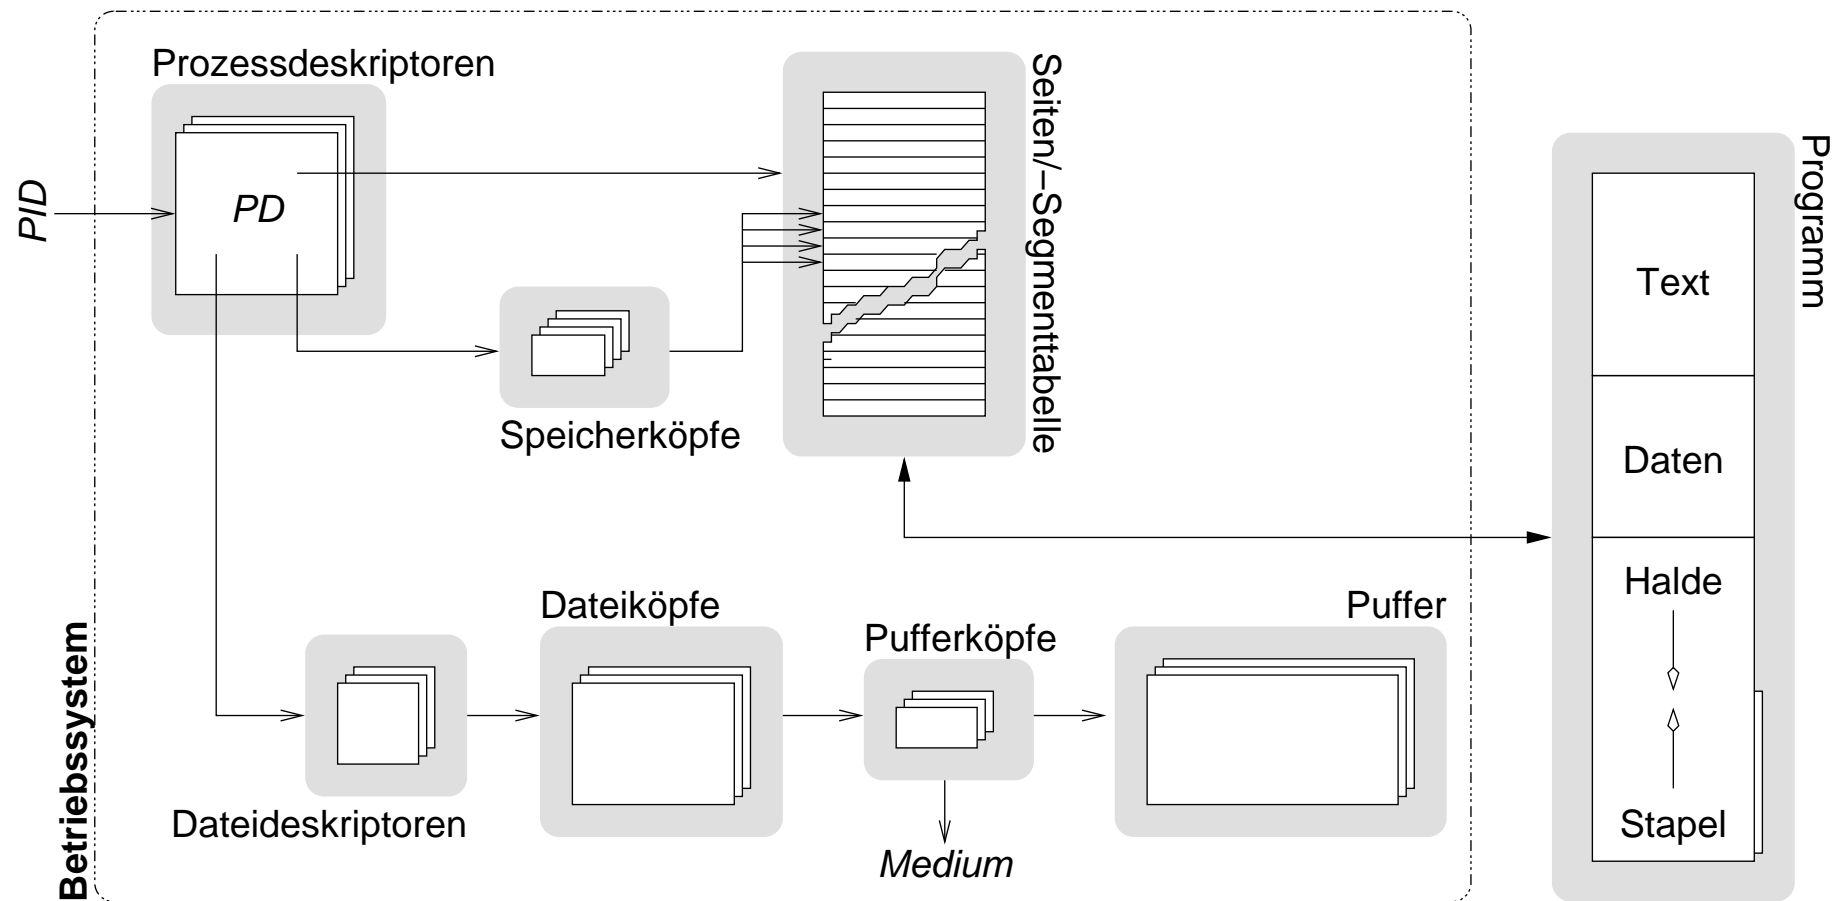 Prozessdeskriptoren
PID
PD
Seiten/–Segmenttabelle
Speicherköpfe
Programm
Text
Daten
Halde
Stapel
Betriebssystem
Dateideskriptoren
Dateiköpfe
Pufferköpfe
Puffer
Medium